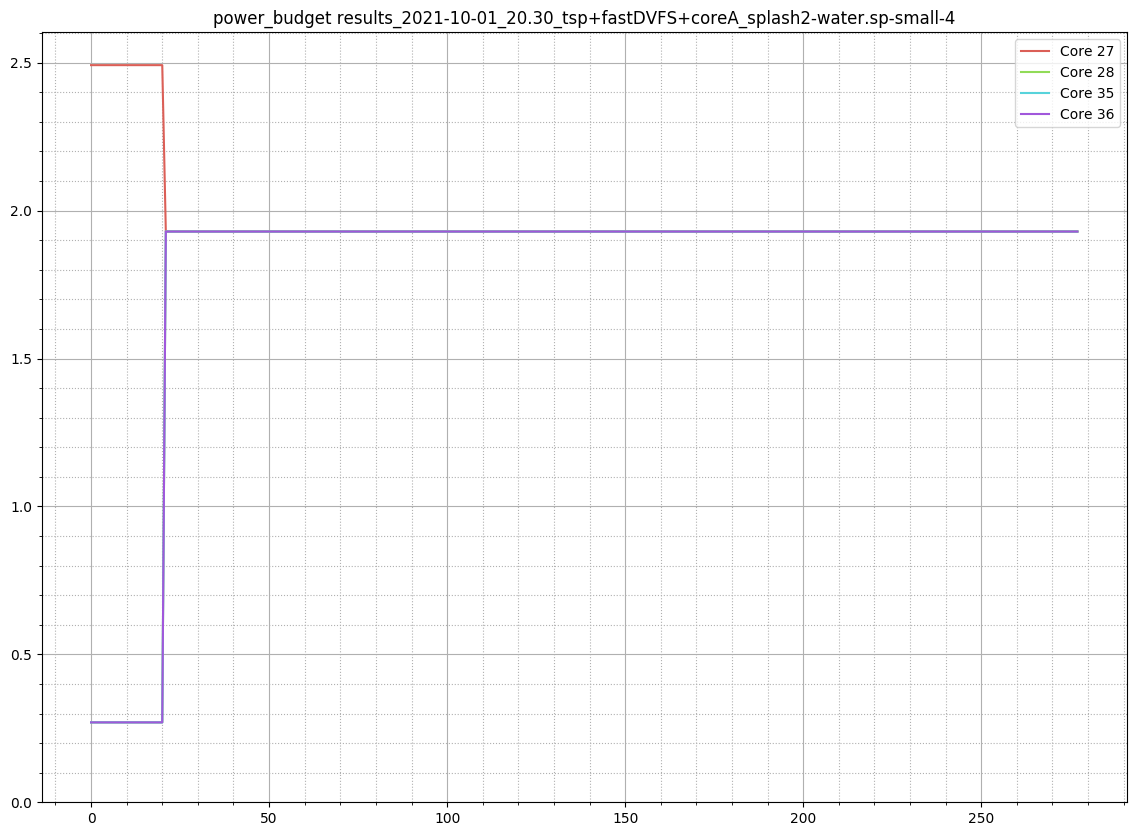 power_budget results_2021-10-01_20.30_tsp+fastDVFS+coreA_splash2-water.sp-small-4
Core 27
Core 28
Core 35
Core 36
2.5
2.0
1.5
1.0
0.5
0.0
0 50 100 150 200 250